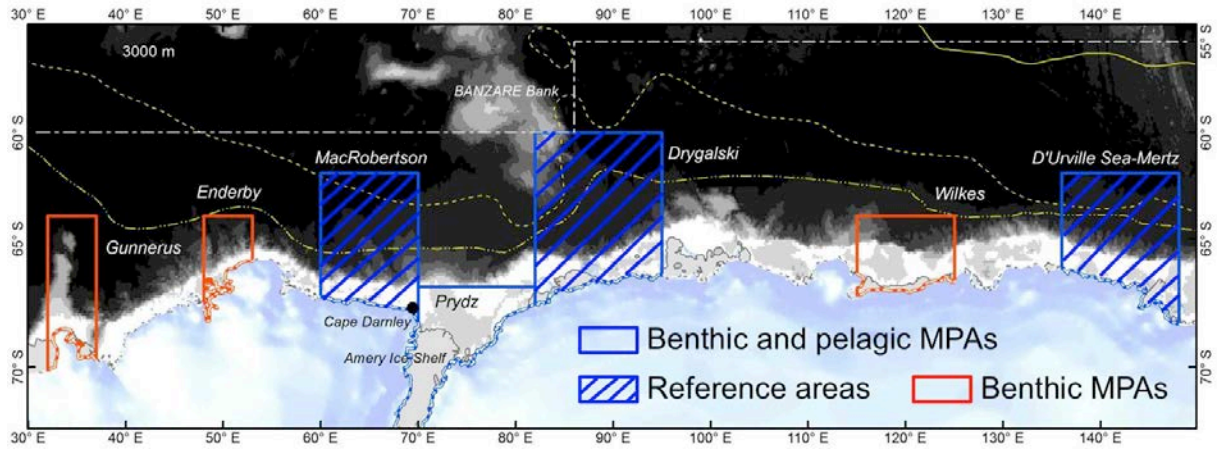 3000 m
55° S
BANZARE Bank
60° S
60° S
MacRobertson
Drygalski
D'Urville Sea-Mertz
Enderby
Wilkes
Gunnerus
65° S
65° S
Prydz
Cape Darnley
Benthic and pelagic MPAs
Amery Ice Shelf
70° S
70° S
Reference areas
Benthic MPAs
30° E
40° E
50° E
60° E
70° E
80° E
90° E
100° E
110° E
120° E
130° E
140° E
30° E
40° E
50° E
60° E
70° E
80° E
90° E
100° E
110° E
120° E
130° E
140° E